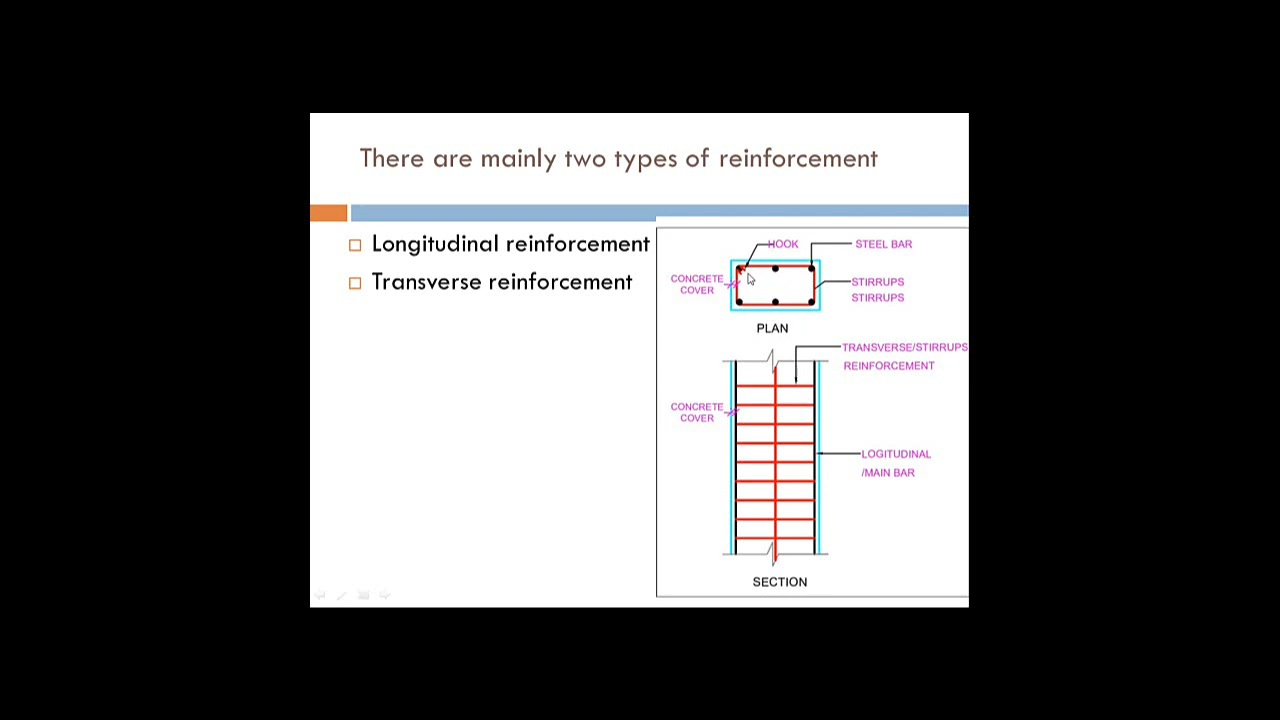 There are mainly two types of reinforcement
Longitudinal reinforcement
Transverse reinforcement
HOOK
STEEL BAR
CONCRETE
COVER
STIRRUPS
STIRRUPS
PLAN
TRANSVERSE/STIRRUPS
REINFORCEMENT
CONCRETE
COVER
LOGITUDINAL
/MAIN BAR
SECTION